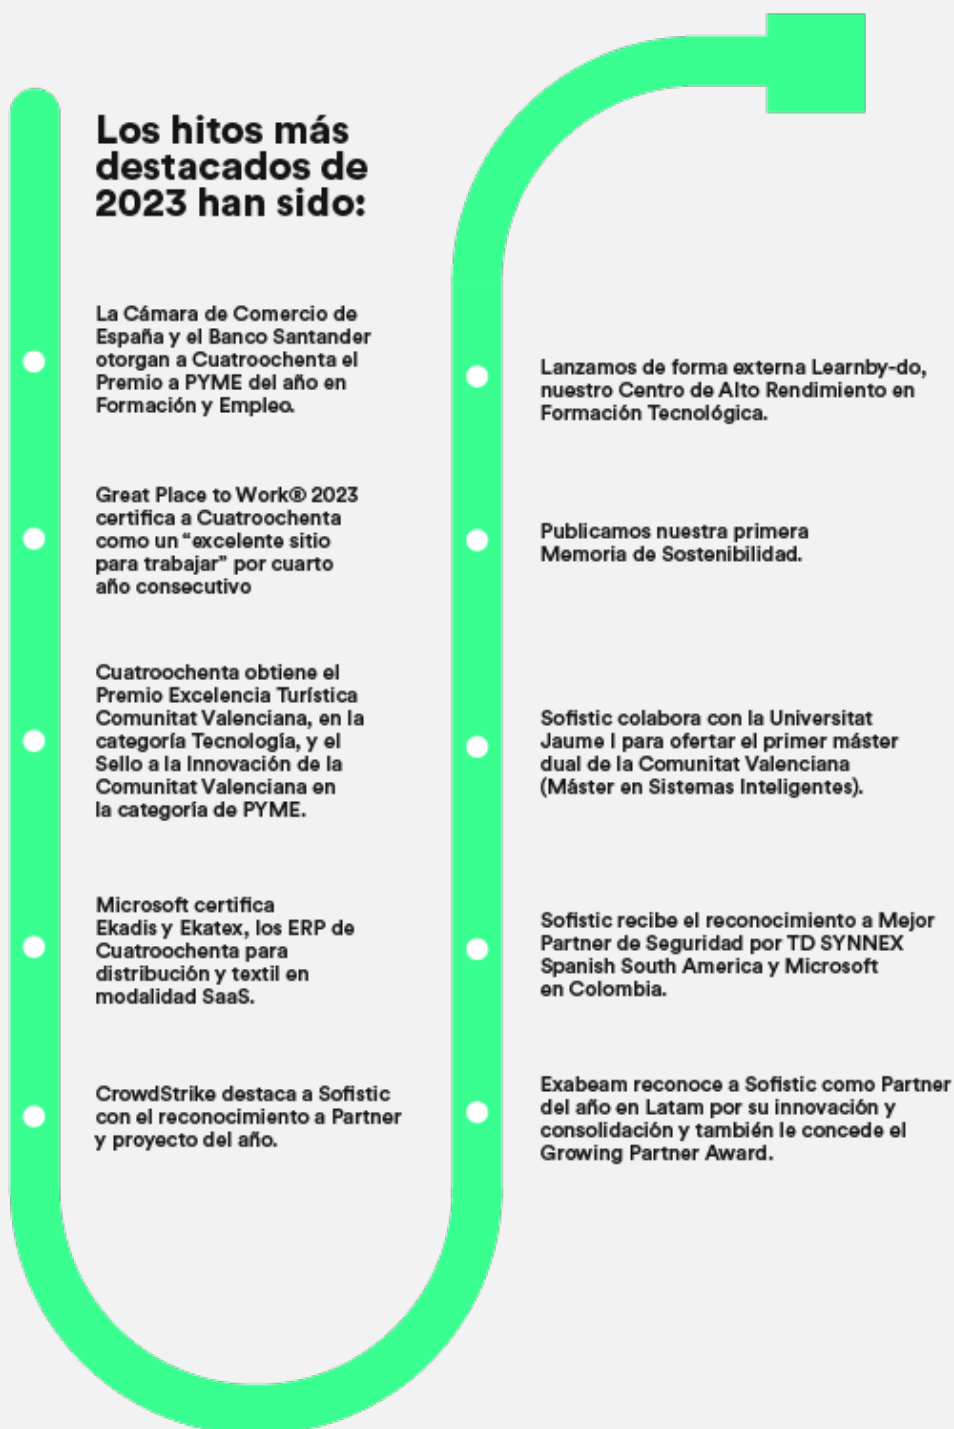 Los hitos más
destacados de
2023 han sido:
La Cámara de Comercio de
España y el Banco Santander
otorgan a Cuatroochenta el
Premio a PYME del año en
Formación y Empleo.
Great Place to Work® 2023
certifica a Cuatroochenta
como un “excelente sitio
para trabajar” por cuarto
año consecutivo
Cuatroochenta obtiene el
Premio Excelencia Turística
Comunitat Valenciana, en la
categoría Tecnología, y el
Sello a la Innovación de la
Comunitat Valenciana en
la categoría de PYME.
Microsoft certifica
Ekadis y Ekatex, los ERP de
Cuatroochenta para
distribución y textil en
modalidad SaaS.
CrowdStrike destaca a Sofistic
con el reconocimiento a Partner
y proyecto del año.
Lanzamos de forma externa Learnby-do,
nuestro Centro de Alto Rendimiento en
Formación Tecnológica.
Publicamos nuestra primera
Memoria de Sostenibilidad.
Sofistic colabora con la Universitat
Jaume I para ofertar el primer máster
dual de la Comunitat Valenciana
(Máster en Sistemas Inteligentes).
Sofistic recibe el reconocimiento a Mejor
Partner de Seguridad por TD SYNNEX
Spanish South America y Microsoft
en Colombia.
Exabeam reconoce a Sofistic como Partner
del año en Latam por su innovación y
consolidación y también le concede el
Growing Partner Award.